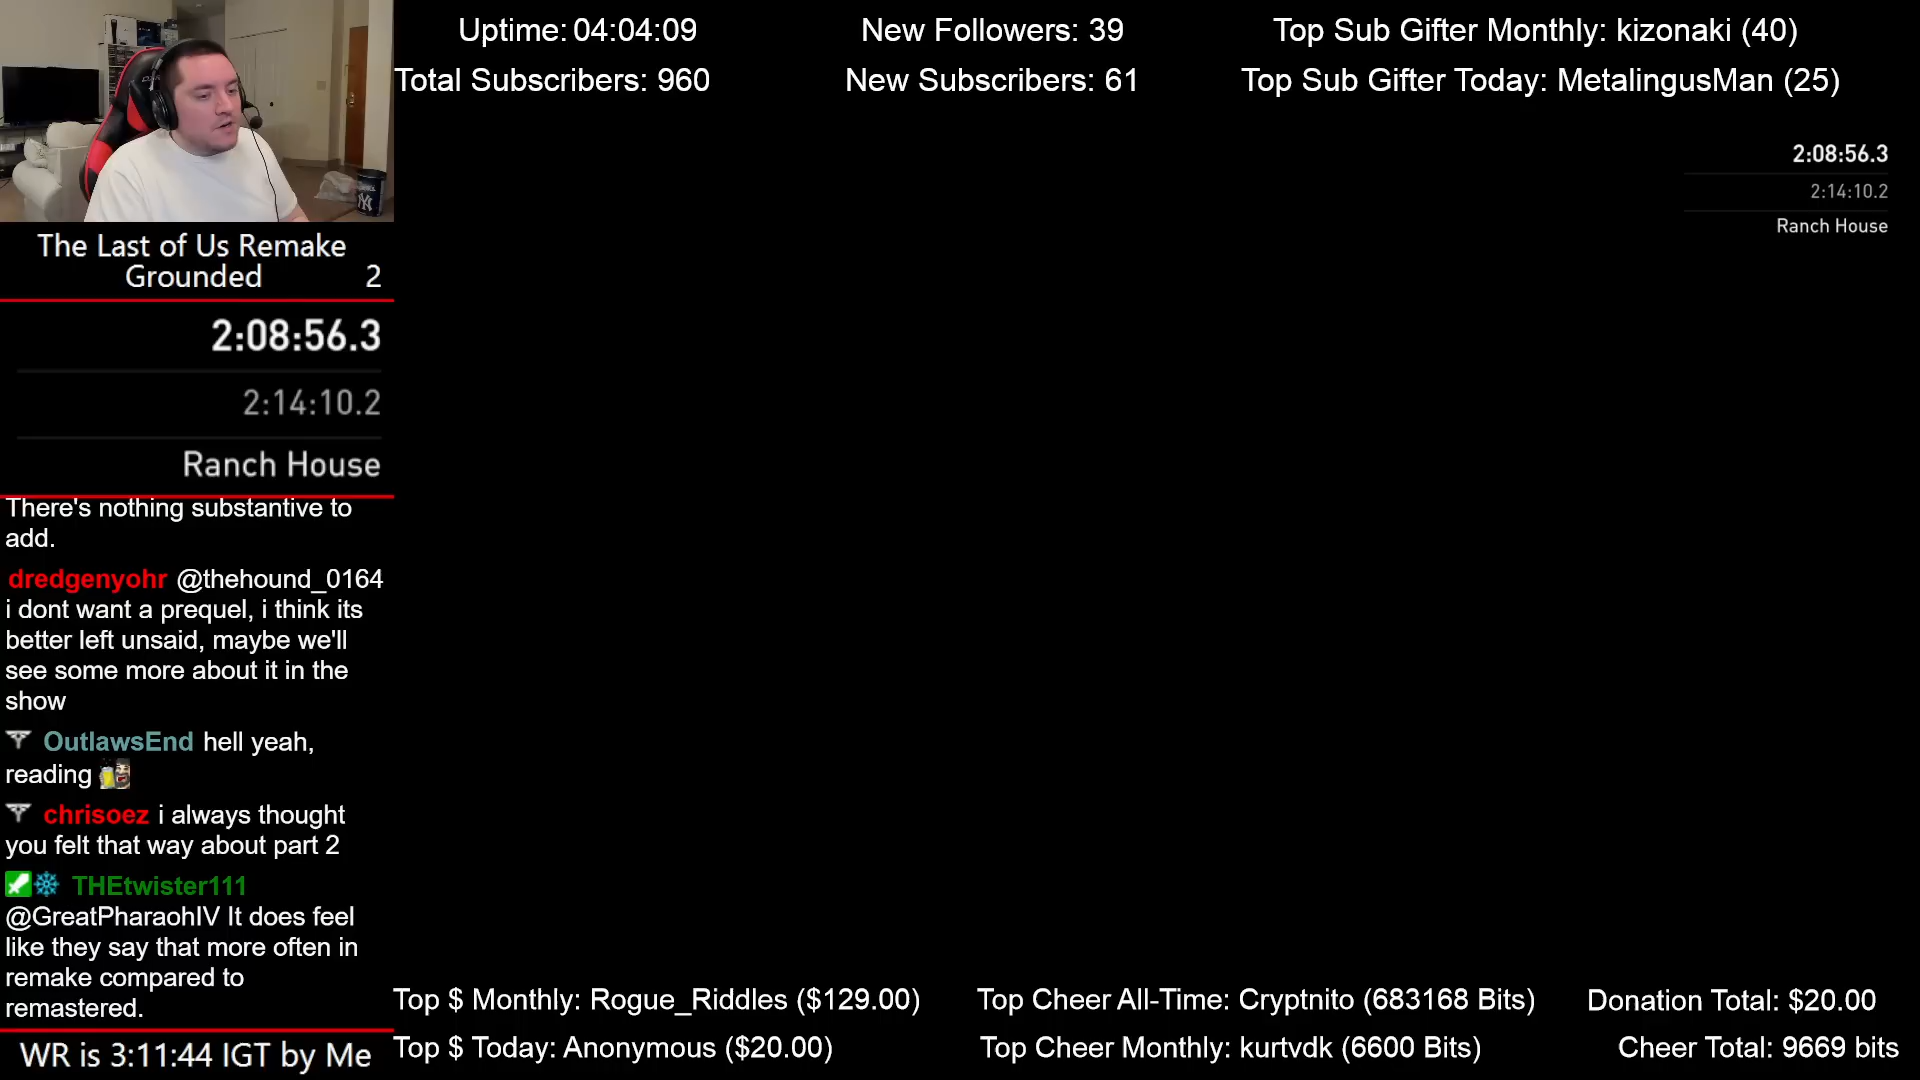 Uptime: 04:04:09
New Followers: 39
Top Sub Gifter Monthly: kizonaki (40)
Total Subscribers: 960
New Subscribers: 61
Top Sub Gifter Today: MetalingusMan (25)
2:08:56.3
2:14:10.2
Ranch House
The Last of Us Remake
Grounded 2
2:08:56.3
2:14:10.2
Ranch House
There's nothing substantive to
add.
dredgenyohr @thehound_0164
i dont want a prequel, i think its
better left unsaid, maybe we'll
see some more about it in the
show
OutlawsEnd hell yeah,
reading
chrisoez i always thought
you felt that way about part 2
THEtwister111
@GreatPharaohIV It does feel
like they say that more often in
remake compared to
remastered.
WR is 3:11:44 IGT by Me
Top $ Monthly: Rogue_Riddles ($129.00)
Top Cheer All-Time: Cryptnito (683168 Bits)
Donation Total: $20.00
Top $ Today: Anonymous ($20.00)
Top Cheer Monthly: kurtvdk (6600 Bits)
Cheer Total: 9669 bits